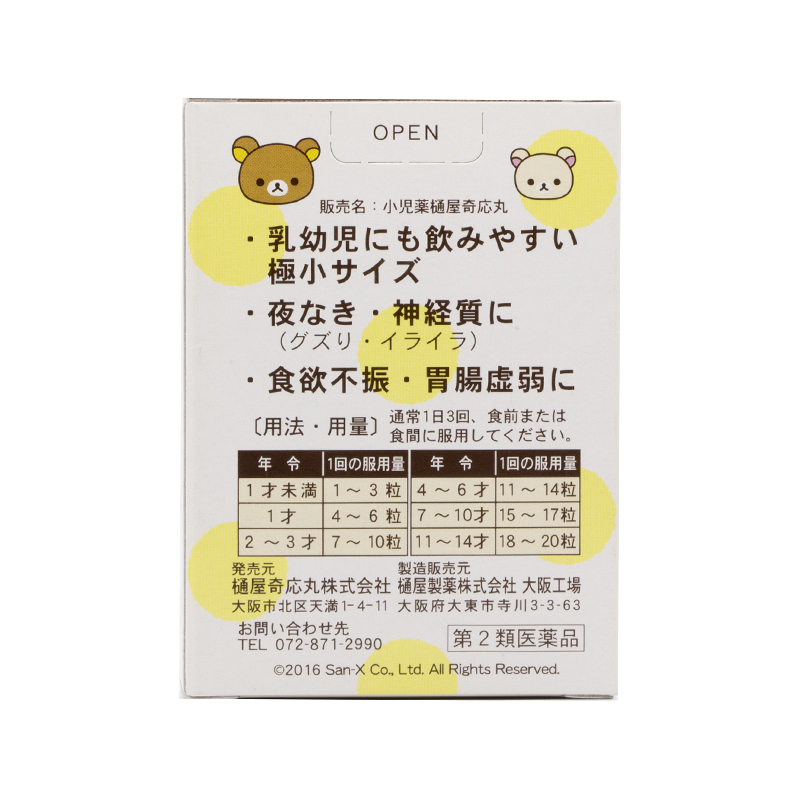 OPEN
販売名：小児薬樋屋奇応丸
・乳幼児にも飲みやすい
極小サイズ
・夜なき・神経質に
（グズり・イライラ）
・食欲不振・胃腸虚弱に
〔用法・用量〕通常1日3回、食前または
食間に服用してください。
年令 1回の服用量 年令 1回の服用量
1才未満 1～3粒 4～6才 11～14粒
1才 4～6粒 7～10才 15～17粒
2～3才 7～10粒 11～14才 18～20粒
発売元 製造販売元
樋屋奇応丸株式会社 樋屋製薬株式会社 大阪工場
大阪市北区天満1-4-11 大阪府大東市寺川3-3-63
お問い合わせ先
TEL 072-871-2990 第2類医薬品
©2016 San-X Co., Ltd. All Rights Reserved.